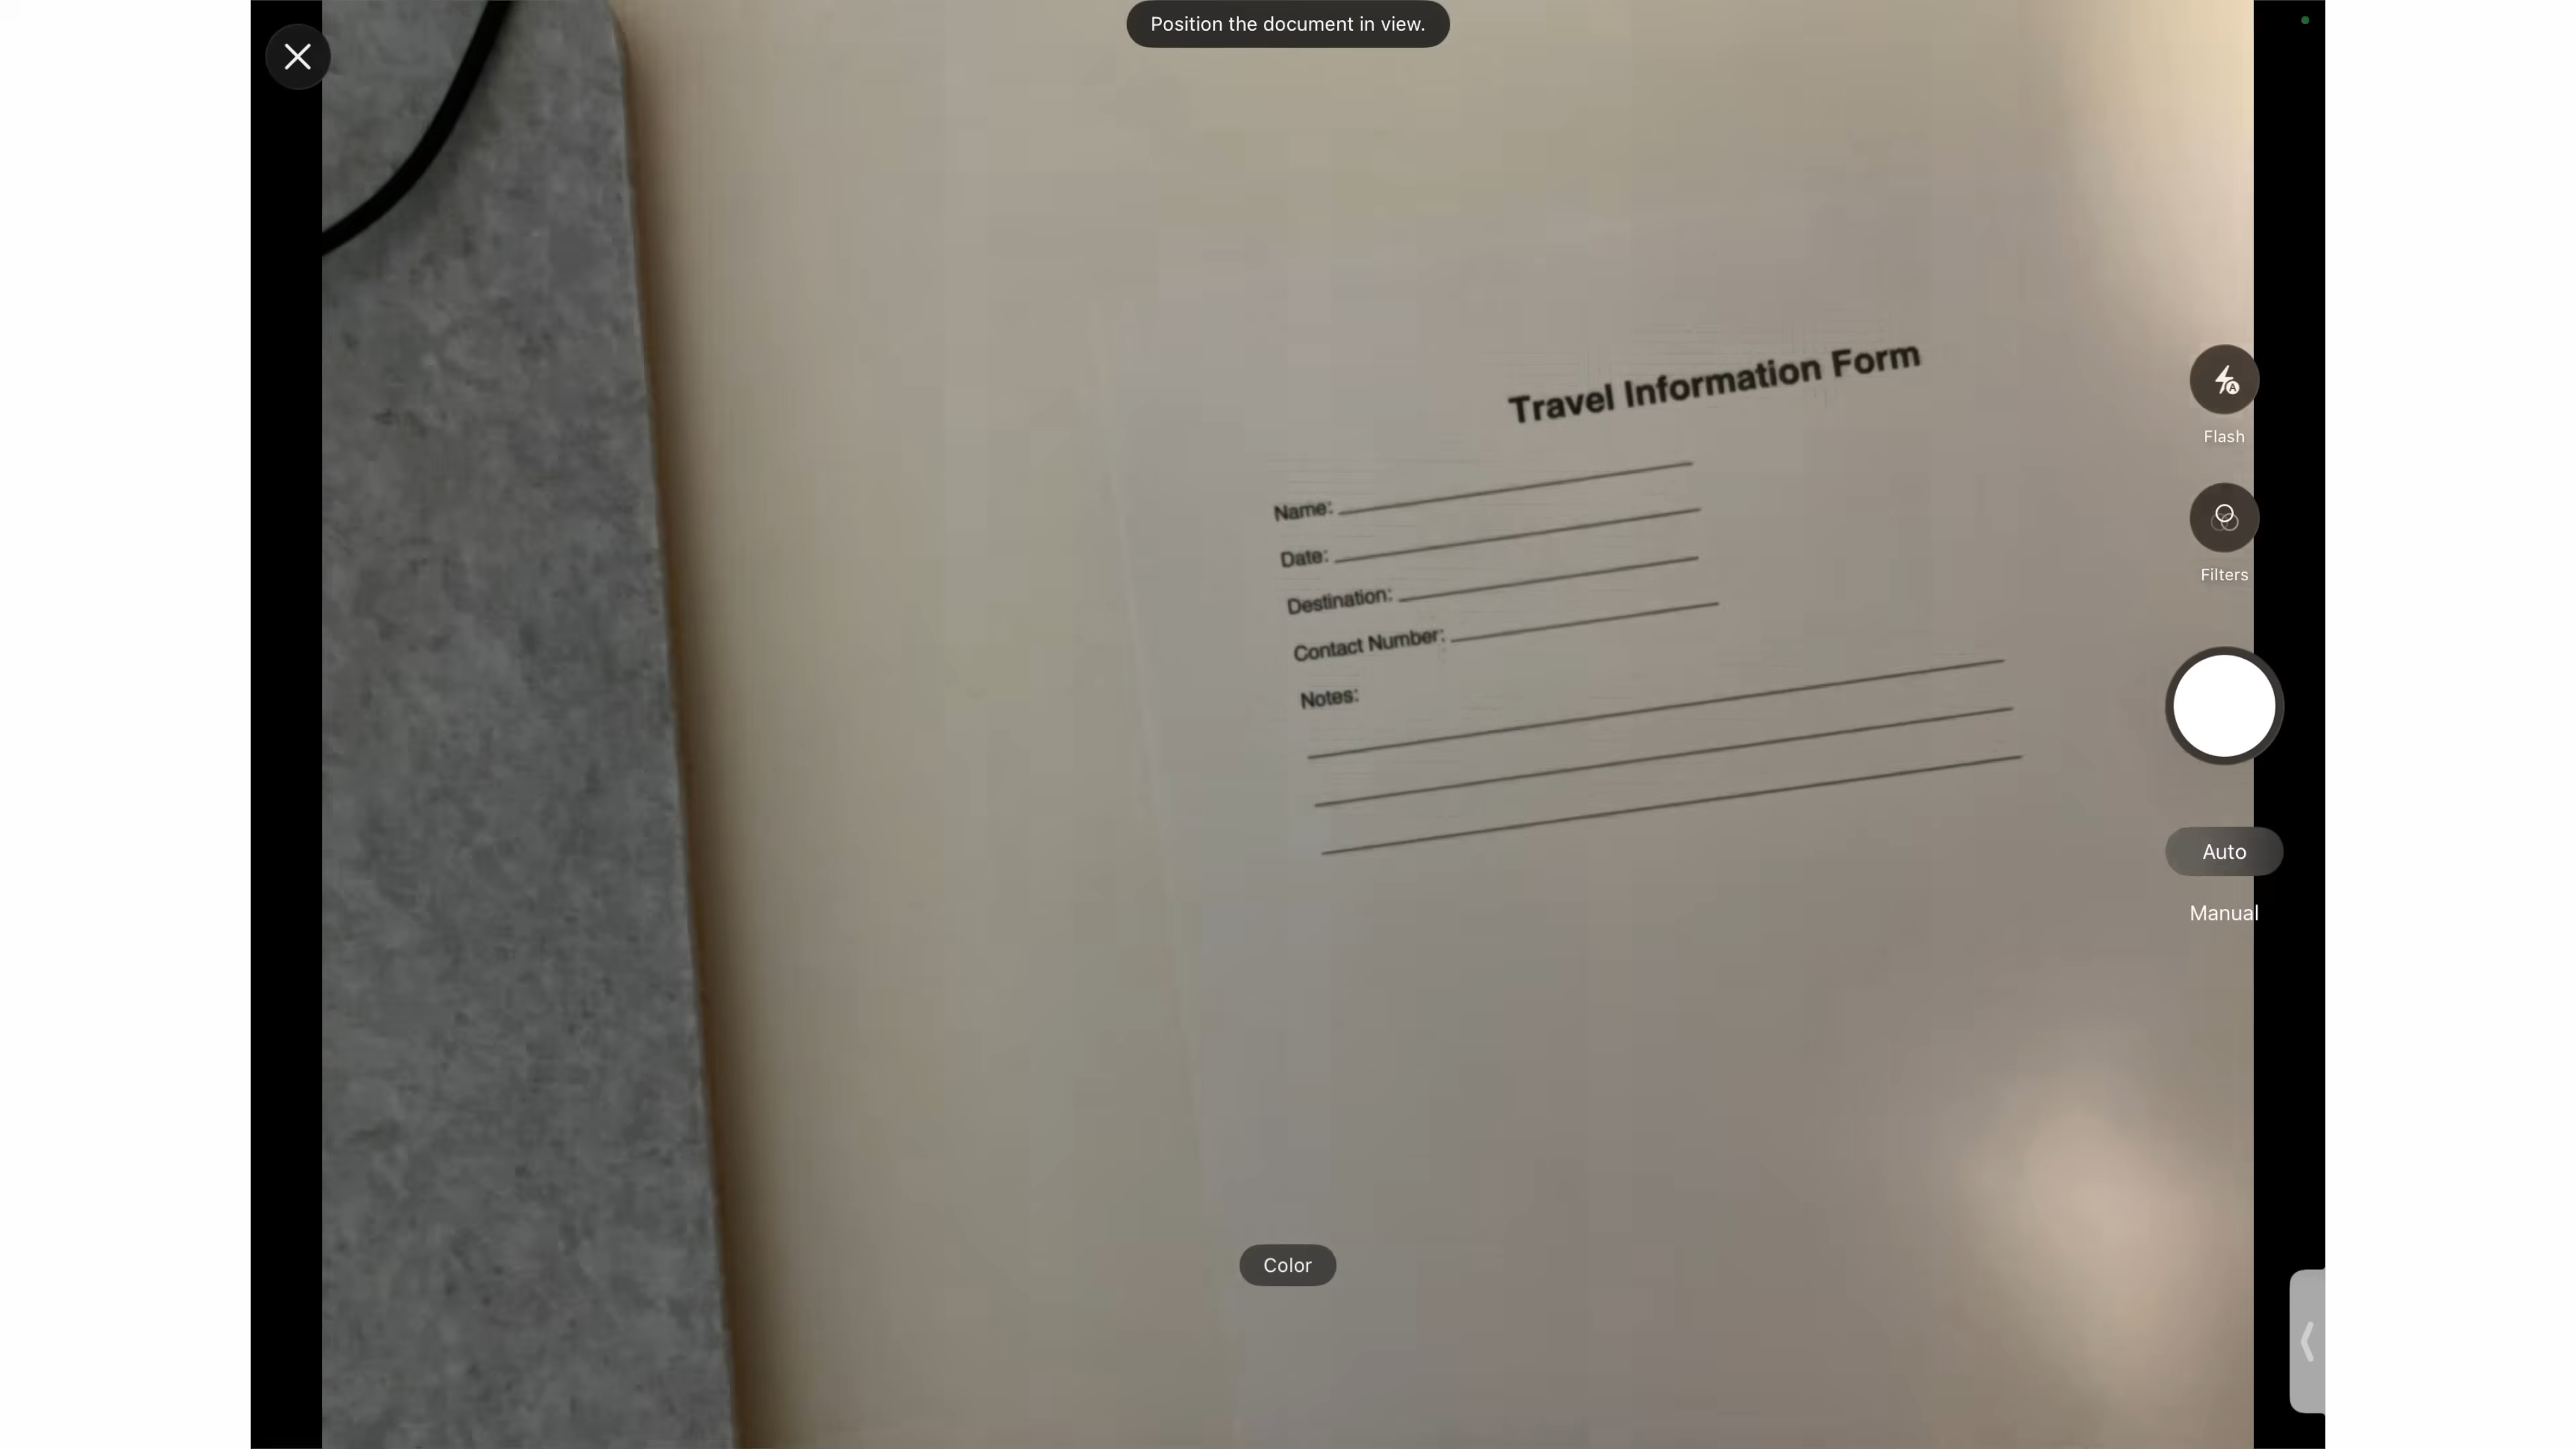 Position the document in view.
Travel Information Form
Flash
Name:
Date:
Filters
Destination:
Contact Number:
Notes:
Auto
Manual
Color